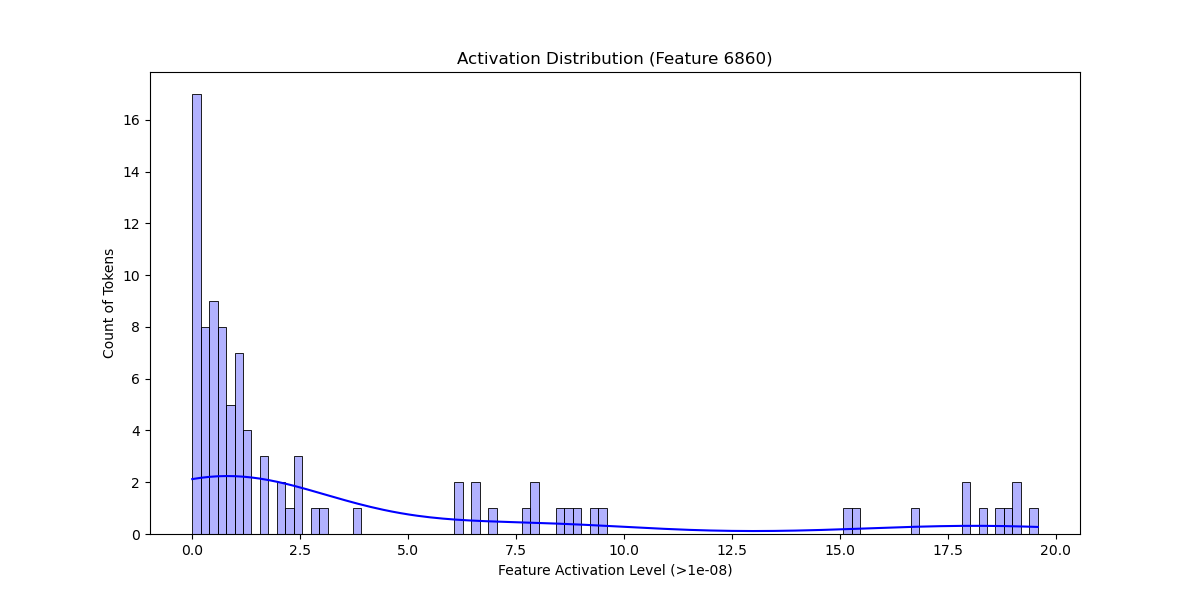 Activation Distribution (Feature 6860)
Count of Tokens
16
14
12
10
8
6
4
2
0
0.0 2.5 5.0 7.5 10.0 12.5 15.0 17.5 20.0
Feature Activation Level (>1e-08)